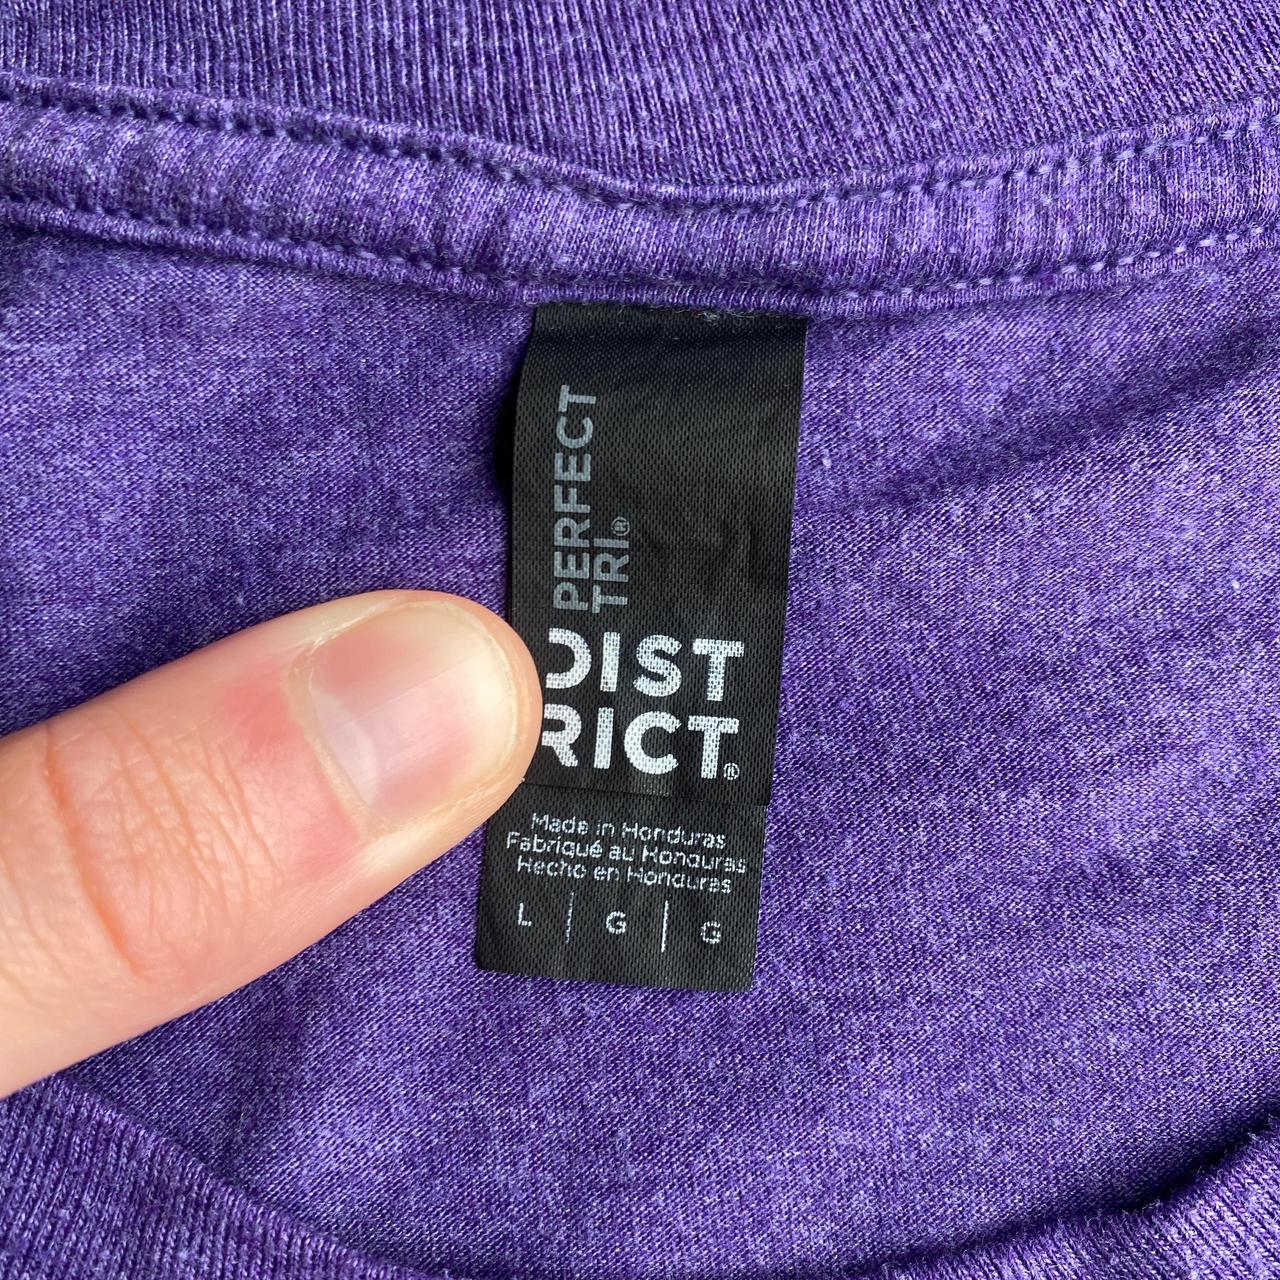 PERFECT
TRI®
DIST
RICT®
Made in Honduras
Fabriqué au Honduras
Hecho en Honduras
L | G | G